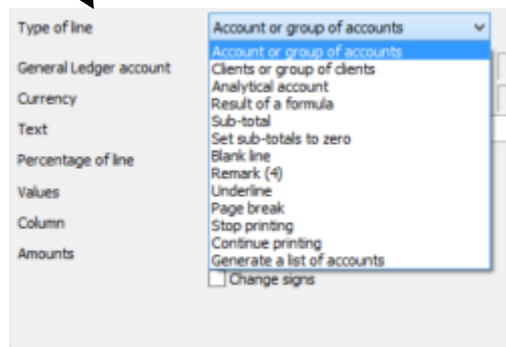 Type of line Account or group of accounts
Account or group of accounts
General Ledger account Clients or group of clients
Analytical account
Currency Result of a formula
Sub-total
Text Set sub-totals to zero
Percentage of line Blank line
Remark (4)
Values Underline
Page break
Column Stop printing
Continue printing
Amounts Generate a list of accounts
Change signs